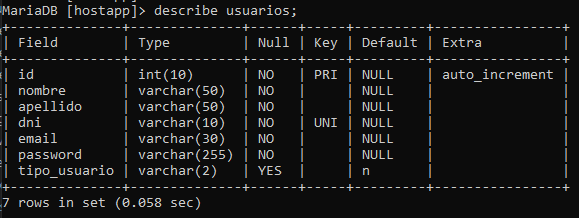 MariaDB [hostapp]> describe usuarios;
+--------------+--------------+------+-----+---------+----------------+
| Field        | Type         | Null | Key | Default | Extra          |
+--------------+--------------+------+-----+---------+----------------+
| id           | int(10)      | NO   | PRI | NULL    | auto_increment |
| nombre       | varchar(50)  | NO   |     | NULL    |                |
| apellido     | varchar(50)  | NO   |     | NULL    |                |
| dni          | varchar(10)  | NO   | UNI | NULL    |                |
| email        | varchar(30)  | NO   |     | NULL    |                |
| password     | varchar(255) | NO   |     | NULL    |                |
| tipo_usuario | varchar(2)   | YES  |     | n       |                |
+--------------+--------------+------+-----+---------+----------------+
7 rows in set (0.058 sec)